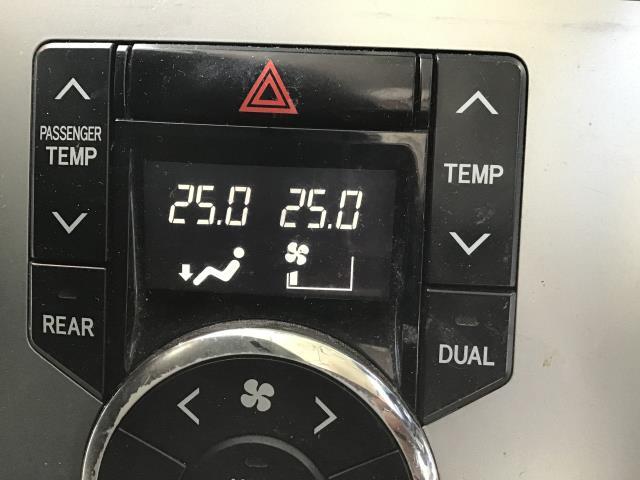 PASSENGER
TEMP
TEMP
25.0 25.0
REAR
DUAL